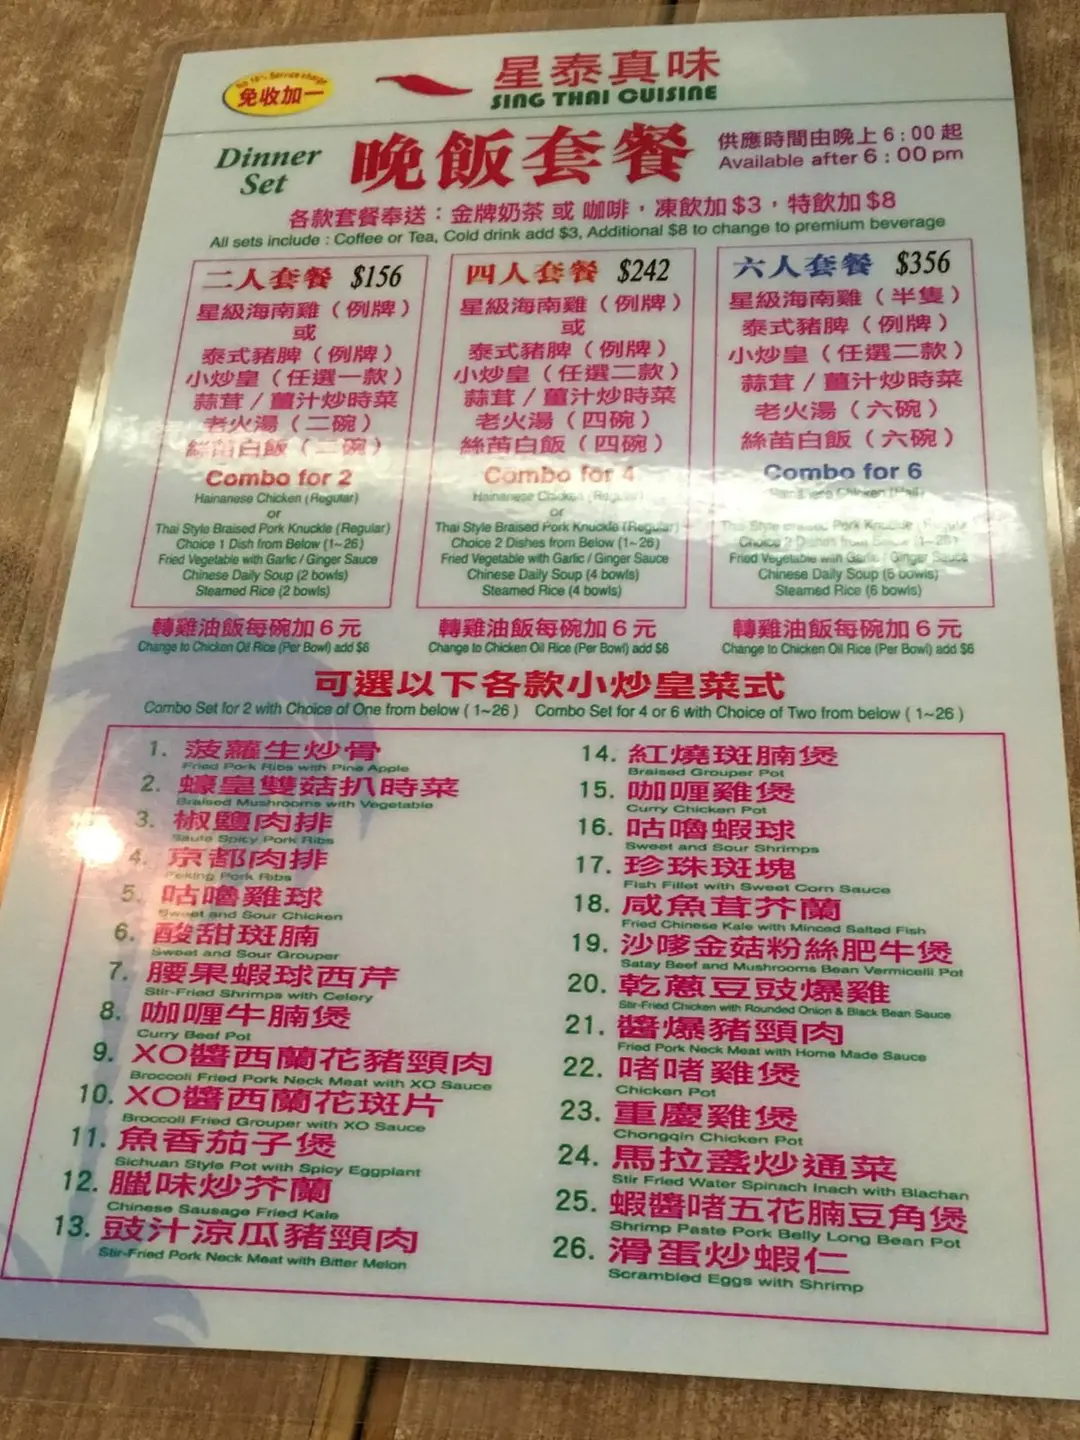 No 10% Service charge
免收加一
星泰真味
SING THAI CUISINE
Dinner Set
晚飯套餐
供應時間由晚上 6 : 00 起
Available after 6 : 00 pm
各款套餐奉送：金牌奶茶 或 咖啡，凍飲加 $3，特飲加 $8
All sets include : Coffee or Tea, Cold drink add $3, Additional $8 to change to premium beverage
二人套餐 $156
星級海南雞（例牌）
或
泰式豬脾（例牌）
小炒皇（任選一款）
蒜茸 / 薑汁炒時菜
老火湯（二碗）
絲苗白飯（二碗）
Combo for 2
Hainanese Chicken (Regular)
or
Thai Style Braised Pork Knuckle (Regular)
Choice 1 Dish from Below (1~26)
Fried Vegetable with Garlic / Ginger Sauce
Chinese Daily Soup (2 bowls)
Steamed Rice (2 bowls)
轉雞油飯每碗加 6 元
Change to Chicken Oil Rice (Per Bowl) add $6
四人套餐 $242
星級海南雞（例牌）
或
泰式豬脾（例牌）
小炒皇（任選二款）
蒜茸 / 薑汁炒時菜
老火湯（四碗）
絲苗白飯（四碗）
Combo for 4
Hainanese Chicken (Regular)
or
Thai Style Braised Pork Knuckle (Regular)
Choice 2 Dishes from Below (1~26)
Fried Vegetable with Garlic / Ginger Sauce
Chinese Daily Soup (4 bowls)
Steamed Rice (4 bowls)
轉雞油飯每碗加 6 元
Change to Chicken Oil Rice (Per Bowl) add $6
六人套餐 $356
星級海南雞（半隻）
泰式豬脾（例牌）
小炒皇（任選二款）
蒜茸 / 薑汁炒時菜
老火湯（六碗）
絲苗白飯（六碗）
Combo for 6
Hainanese Chicken (Half)
Thai Style Braised Pork Knuckle (Regular)
Choice 2 Dishes from Below (1~26)
Fried Vegetable with Garlic / Ginger Sauce
Chinese Daily Soup (6 bowls)
Steamed Rice (6 bowls)
轉雞油飯每碗加 6 元
Change to Chicken Oil Rice (Per Bowl) add $6
可選以下各款小炒皇菜式
Combo Set for 2 with Choice of One from below ( 1~26 ) Combo Set for 4 or 6 with Choice of Two from below ( 1~26 )
1. 菠蘿生炒骨
Fried Pork Ribs with Pine Apple
2. 蠔皇雙菇扒時菜
Braised Mushrooms with Vegetable
3. 椒鹽肉排
Saute Spicy Pork Ribs
4. 京都肉排
Peking Pork Ribs
5. 咕嚕雞球
Sweet and Sour Chicken
6. 酸甜斑腩
Sweet and Sour Grouper
7. 腰果蝦球西芹
Stir-Fried Shrimps with Celery
8. 咖喱牛腩煲
Curry Beef Pot
9. XO醬西蘭花豬頸肉
Broccoli Fried Pork Neck Meat with XO Sauce
10. XO醬西蘭花斑片
Broccoli Fried Grouper with XO Sauce
11. 魚香茄子煲
Sichuan Style Pot with Spicy Eggplant
12. 臘味炒芥蘭
Chinese Sausage Fried Kale
13. 豉汁涼瓜豬頸肉
Stir-Fried Pork Neck Meat with Bitter Melon
14. 紅燒斑腩煲
Braised Grouper Pot
15. 咖喱雞煲
Curry Chicken Pot
16. 咕嚕蝦球
Sweet and Sour Shrimps
17. 珍珠斑塊
Fish Fillet with Sweet Corn Sauce
18. 咸魚茸芥蘭
Fried Chinese Kale with Minced Salted Fish
19. 沙嗲金菇粉絲肥牛煲
Satay Beef and Mushrooms Bean Vermicelli Pot
20. 乾蔥豆豉爆雞
Stir-Fried Chicken with Rounded Onion & Black Bean Sauce
21. 醬爆豬頸肉
Fried Pork Neck Meat with Home Made Sauce
22. 啫啫雞煲
Chicken Pot
23. 重慶雞煲
Chongqin Chicken Pot
24. 馬拉盞炒通菜
Stir Fried Water Spinach Inach with Blachan
25. 蝦醬啫五花腩豆角煲
Shrimp Paste Pork Belly Long Bean Pot
26. 滑蛋炒蝦仁
Scrambled Eggs with Shrimp